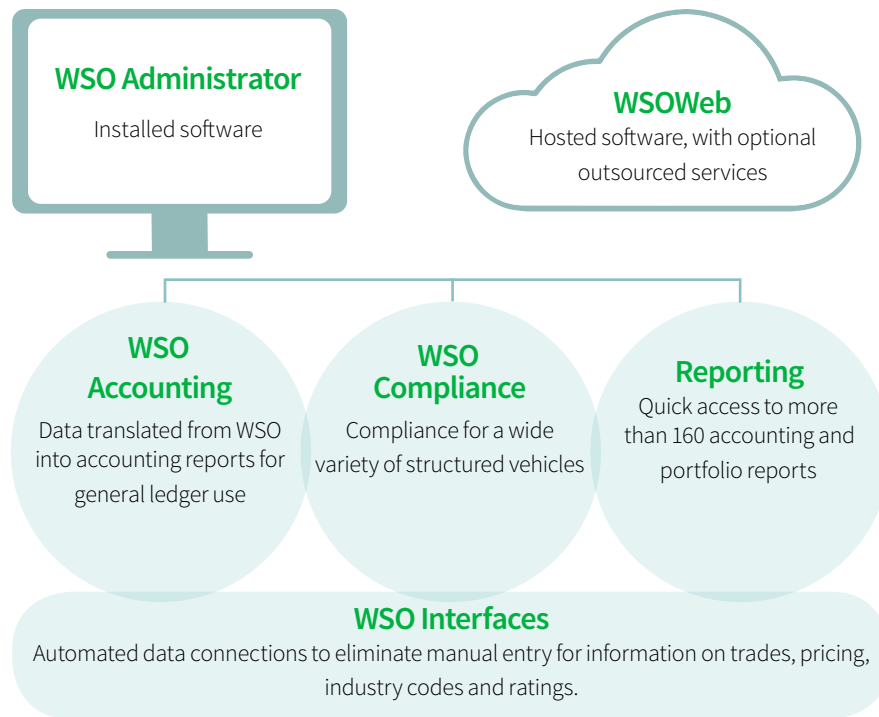 WSO Administrator
Installed software
WSOWeb
Hosted software, with optional
outsourced services
WSO
Accounting
Data translated from WSO
into accounting reports for
general ledger use
WSO
Compliance
Compliance for a wide
variety of structured vehicles
Reporting
Quick access to more
than 160 accounting and
portfolio reports
WSO Interfaces
Automated data connections to eliminate manual entry for information on trades, pricing,
industry codes and ratings.